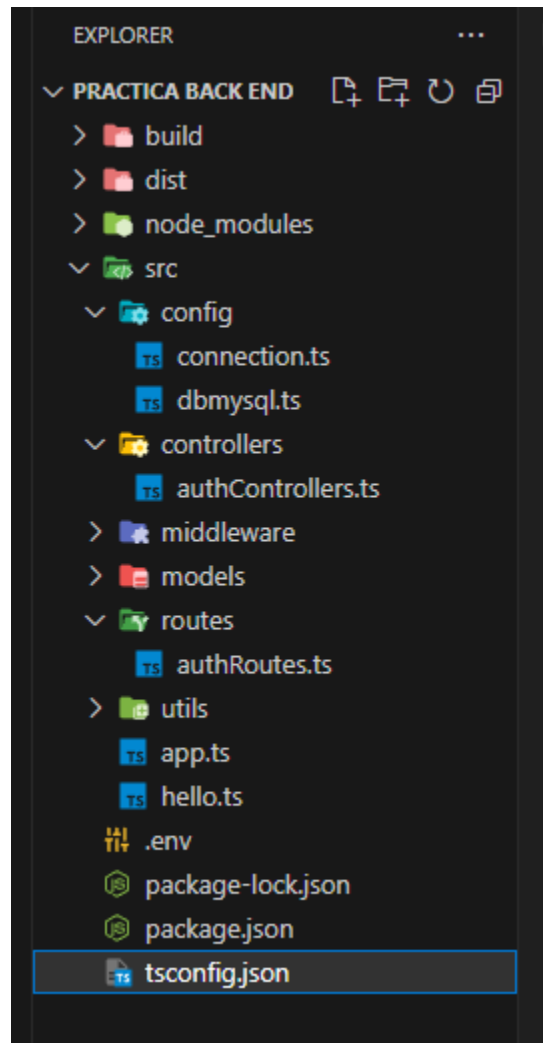 EXPLORER ...
PRACTICA BACK END
build
dist
node_modules
src
config
TS connection.ts
TS dbmysql.ts
controllers
TS authControllers.ts
middleware
models
routes
TS authRoutes.ts
utils
TS app.ts
TS hello.ts
.env
JS package-lock.json
JS package.json
TS tsconfig.json